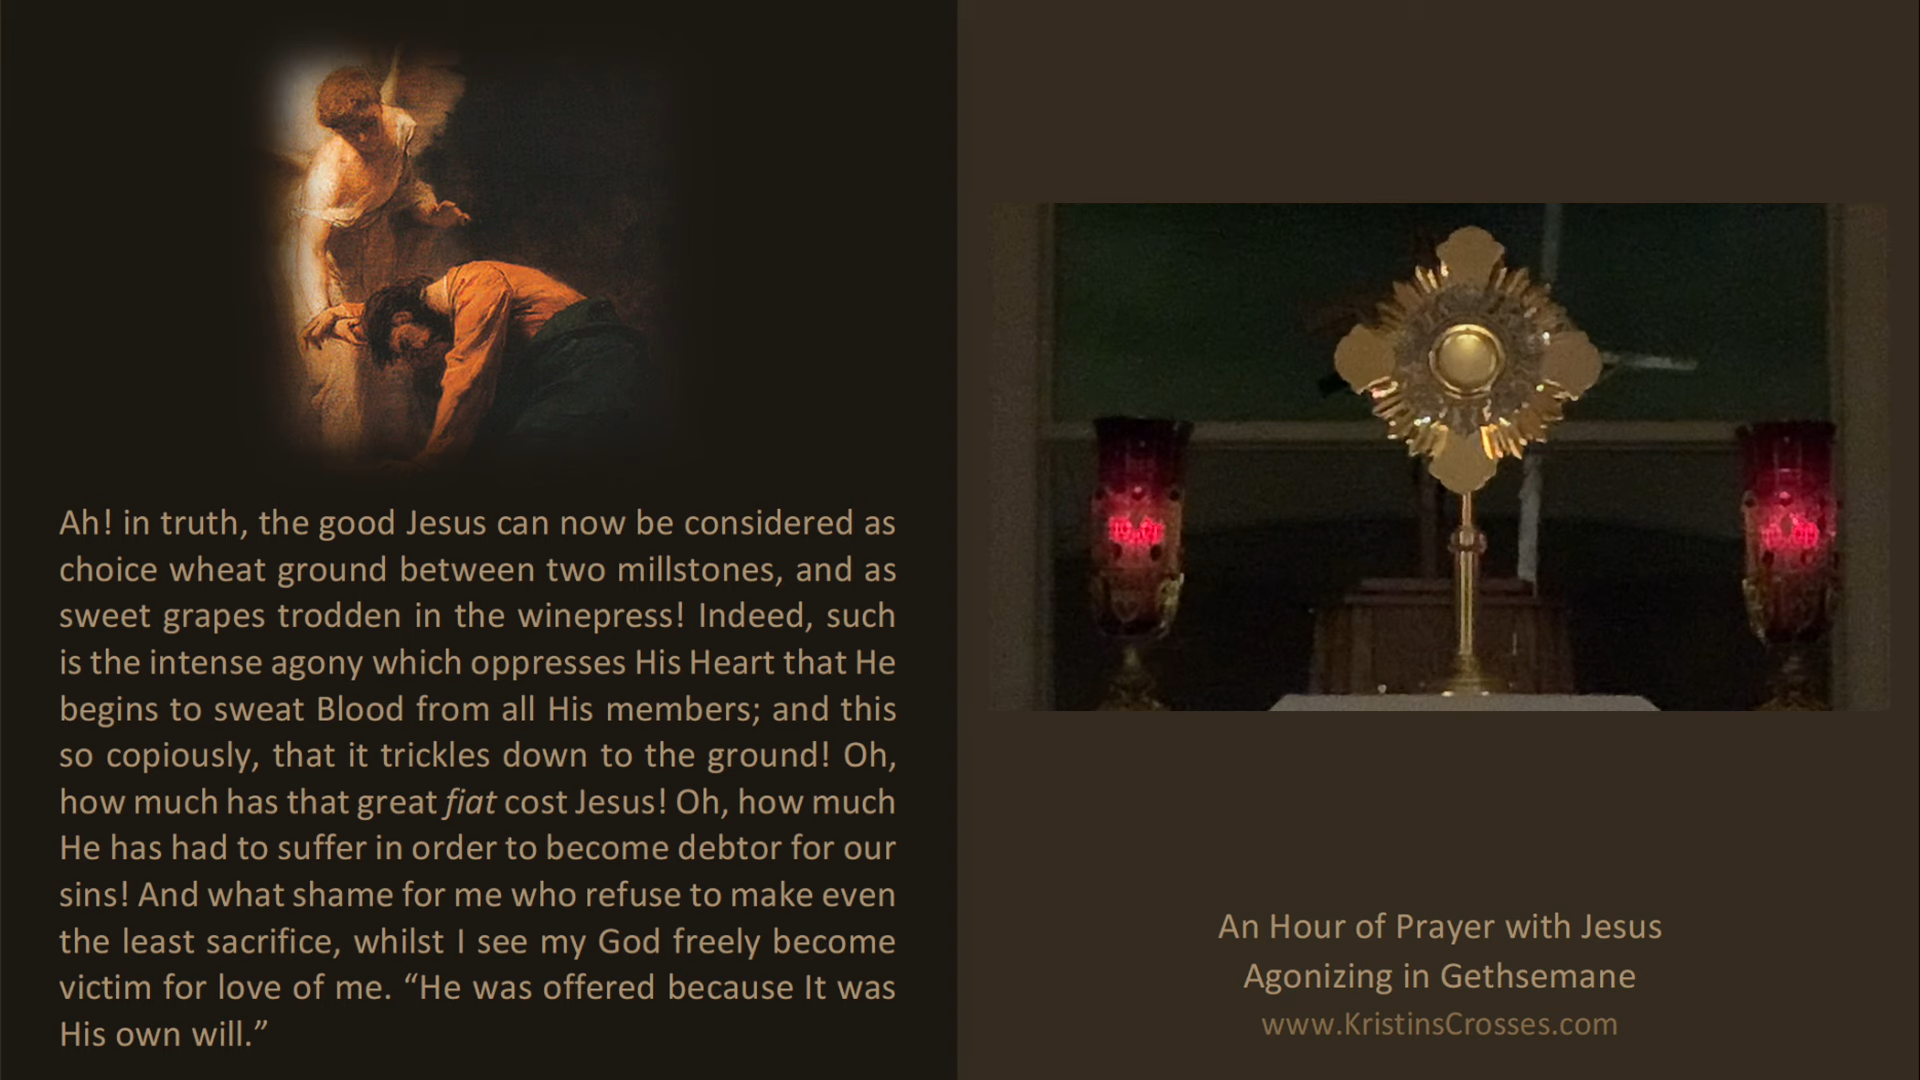 Ah! in truth, the good Jesus can now be considered as
choice wheat ground between two millstones, and as
sweet grapes trodden in the winepress! Indeed, such
is the intense agony which oppresses His Heart that He
begins to sweat Blood from all His members; and this
so copiously, that it trickles down to the ground! Oh,
how much has that great fiat cost Jesus! Oh, how much
He has had to suffer in order to become debtor for our
sins! And what shame for me who refuse to make even
the least sacrifice, whilst I see my God freely become
victim for love of me. “He was offered because It was
His own will.”
An Hour of Prayer with Jesus
Agonizing in Gethsemane
www.KristinsCrosses.com